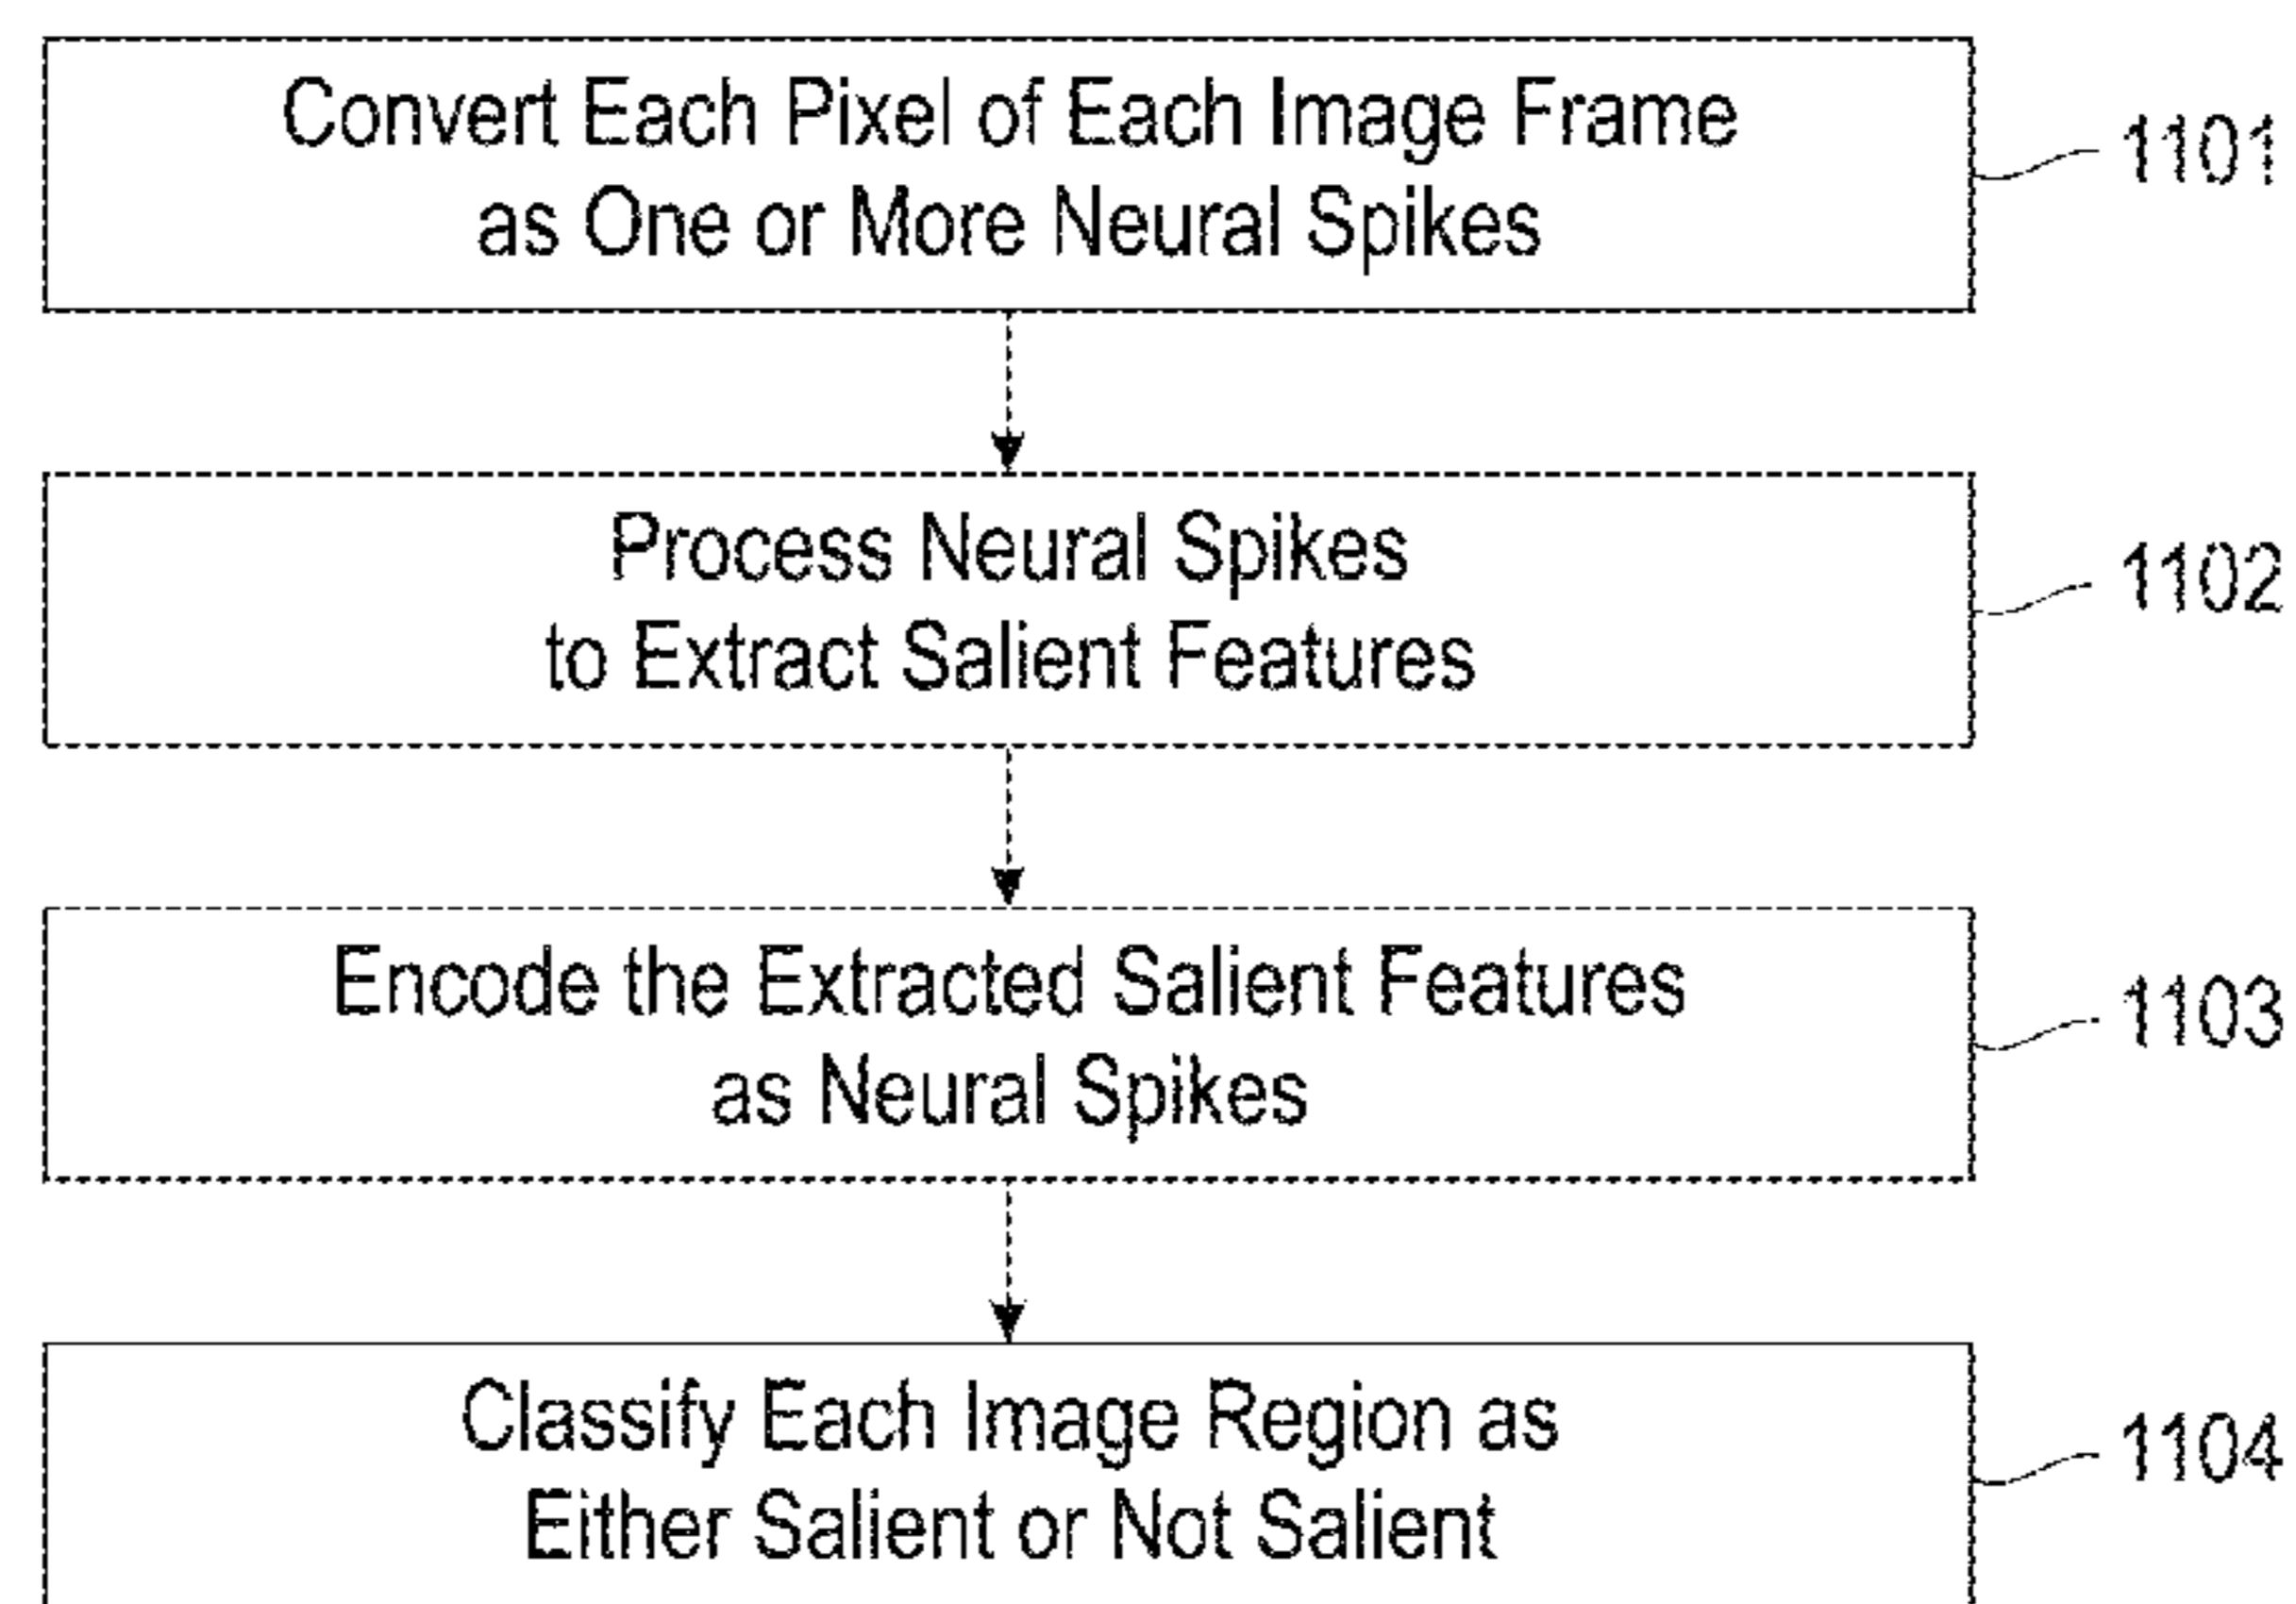 Convert Each Pixel of Each Image Frame
as One or More Neural Spikes
1101
Process Neural Spikes
to Extract Salient Features
1102
Encode the Extracted Salient Features
as Neural Spikes
1103
Classify Each Image Region as
Either Salient or Not Salient
1104